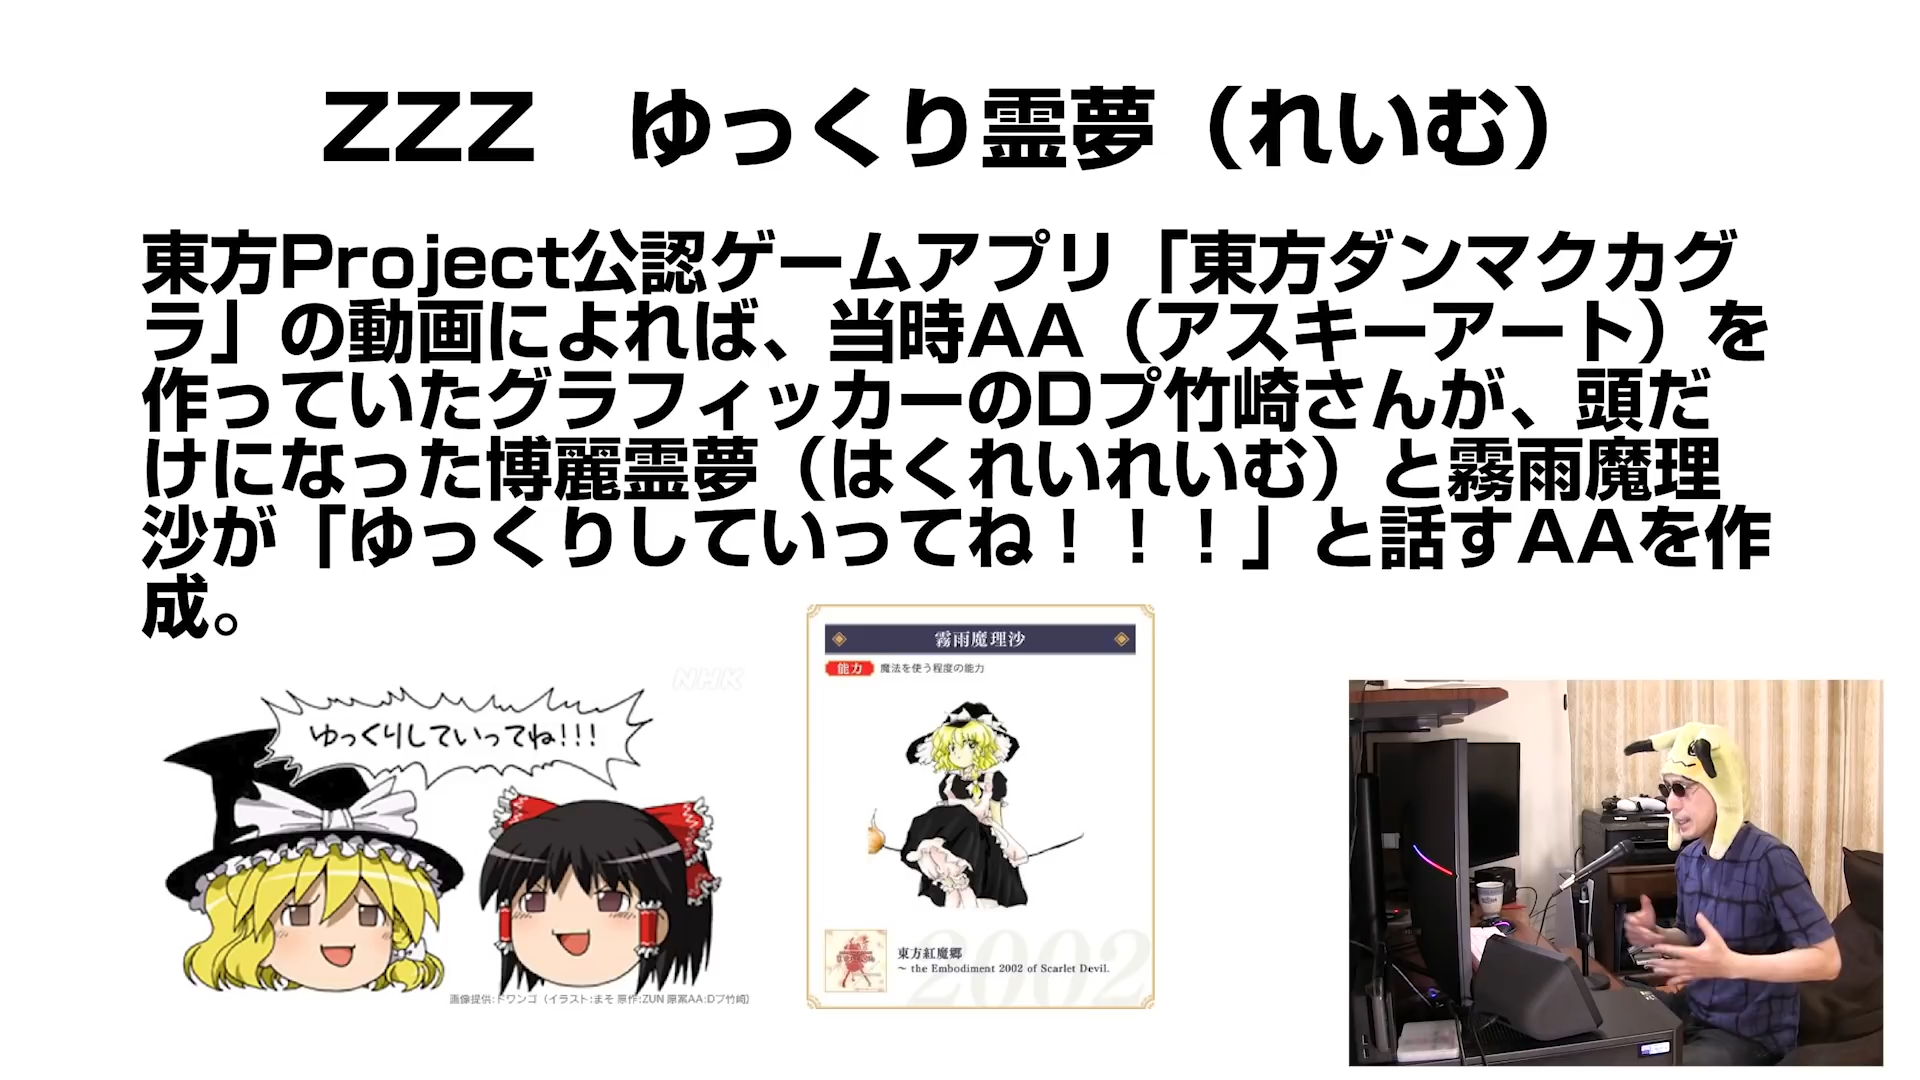 ZZZ　ゆっくり霊夢（れいむ）
東方Project公認ゲームアプリ「東方ダンマクカグ
ラ」の動画によれば、当時AA（アスキーアート）を
作っていたグラフィッカーのDプ竹崎さんが、頭だ
けになった博麗霊夢（はくれいれいむ）と霧雨魔理
沙が「ゆっくりしていってね！！！」と話すAAを作
成。
NHK
ゆっくりしていってね!!!
画像提供:ドワンゴ（イラスト:まそ 原作:ZUN 原案AA:Dプ竹崎）
霧雨魔理沙
能力 魔法を使う程度の能力
2002
東方紅魔郷
～ the Embodiment 2002 of Scarlet Devil.